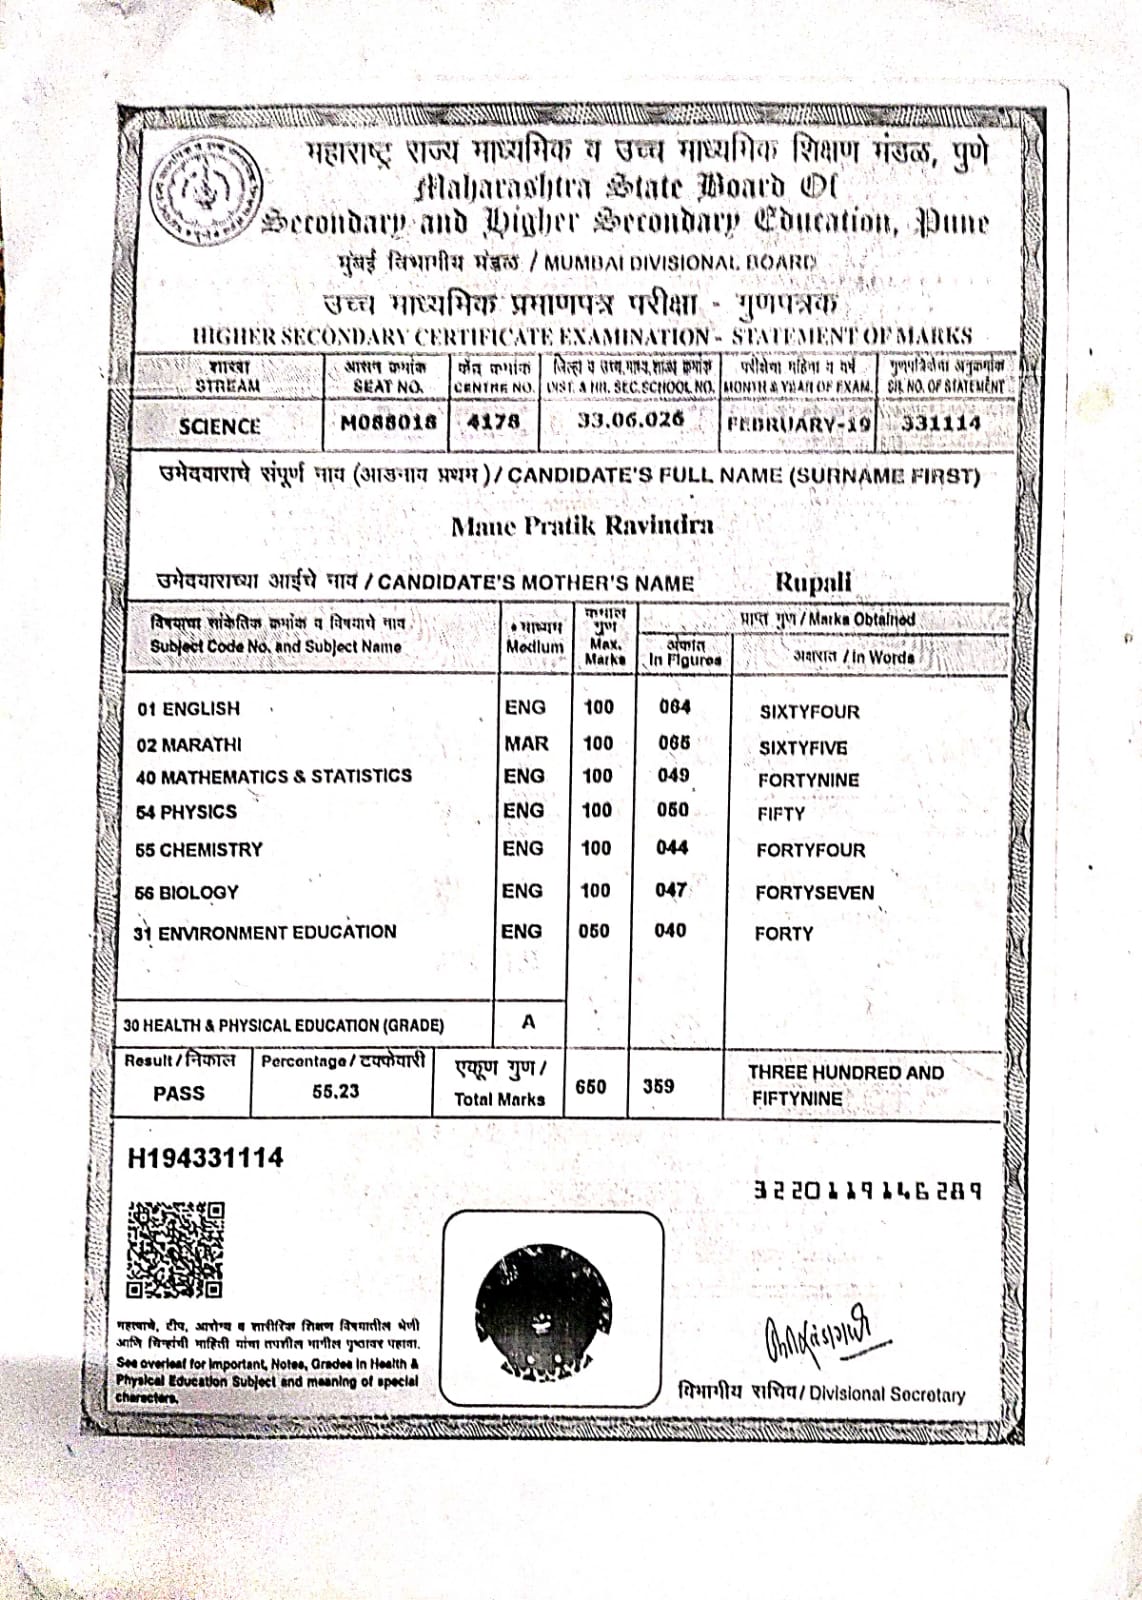 महाराष्ट्र राज्य माध्यमिक व उच्च माध्यमिक शिक्षण मंडळ, पुणे
Maharashtra State Board Of
Secondary and Higher Secondary Education, Pune
मुंबई विभागीय मंडळ / MUMBAI DIVISIONAL BOARD
उच्च माध्यमिक प्रमाणपत्र परीक्षा - गुणपत्रक
HIGHER SECONDARY CERTIFICATE EXAMINATION - STATEMENT OF MARKS
शाखा आसन क्रमांक केंद्र क्रमांक जिल्हा व उच्च.माध्य.शाळा क्रमांक परीक्षेचा महिना व वर्ष गुणपत्रिकेचा अनुक्रमांक
STREAM SEAT NO. CENTRE NO. DIST. & HR. SEC.SCHOOL NO. MONTH & YEAR OF EXAM. SR. NO. OF STATEMENT
SCIENCE M088018 4178 33.06.026 FEBRUARY-19 331114
उमेदवाराचे संपूर्ण नाव (आडनाव प्रथम) / CANDIDATE'S FULL NAME (SURNAME FIRST)
Mane Pratik Ravindra
उमेदवाराच्या आईचे नाव / CANDIDATE'S MOTHER'S NAME Rupali
विषयाचा सांकेतिक क्रमांक व विषयाचे नाव माध्यम कमाल गुण प्राप्त गुण / Marks Obtained
Subject Code No. and Subject Name Medium Max. Marks अंकात In Figures अक्षरात / In Words
01 ENGLISH ENG 100 064 SIXTYFOUR
02 MARATHI MAR 100 065 SIXTYFIVE
40 MATHEMATICS & STATISTICS ENG 100 049 FORTYNINE
54 PHYSICS ENG 100 050 FIFTY
55 CHEMISTRY ENG 100 044 FORTYFOUR
56 BIOLOGY ENG 100 047 FORTYSEVEN
31 ENVIRONMENT EDUCATION ENG 050 040 FORTY
30 HEALTH & PHYSICAL EDUCATION (GRADE) A
Result / निकाल Percentage / टक्केवारी एकूण गुण / THREE HUNDRED AND
PASS 55.23 Total Marks 650 359 FIFTYNINE
H194331114
3220119146289
महत्वाचे, टीप, आरोग्य व शारीरिक शिक्षण विषयातील श्रेणी
आणि चिन्हांची माहिती यांचा तपशील मागील पृष्ठावर पहावा.
See overleaf for Important, Notes, Grades in Health &
Physical Education Subject and meaning of special
characters.
विभागीय सचिव / Divisional Secretary